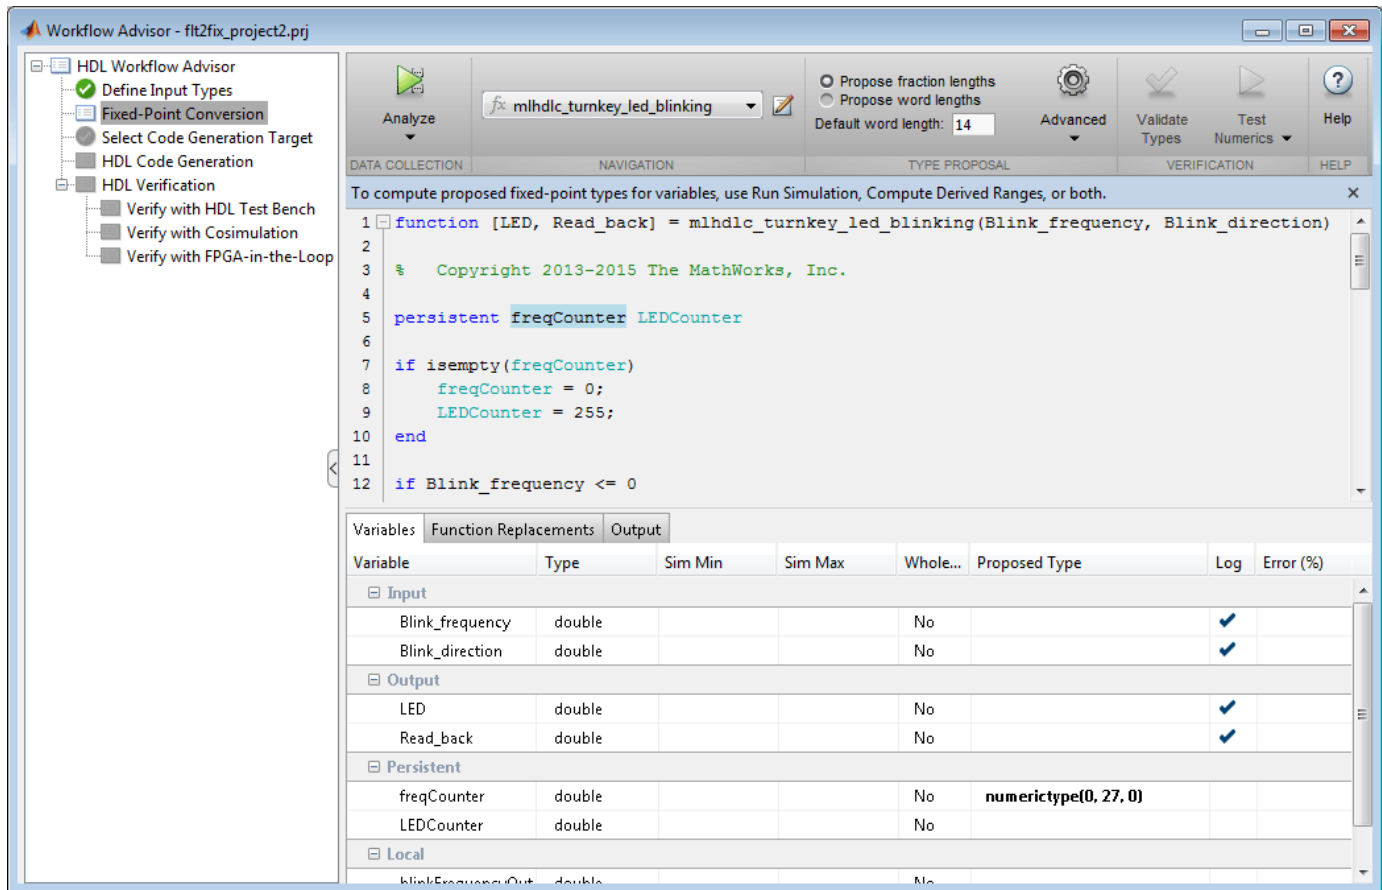 Workflow Advisor - flt2fix_project2.prj
HDL Workflow Advisor
Define Input Types
Fixed-Point Conversion
Select Code Generation Target
HDL Code Generation
HDL Verification
Verify with HDL Test Bench
Verify with Cosimulation
Verify with FPGA-in-the-Loop
Analyze
DATA COLLECTION
fx mlhdlc_turnkey_led_blinking
NAVIGATION
Propose fraction lengths
Propose word lengths
Default word length: 14
Advanced
TYPE PROPOSAL
Validate Types
Test Numerics
VERIFICATION
? Help
HELP
To compute proposed fixed-point types for variables, use Run Simulation, Compute Derived Ranges, or both.
1 function [LED, Read_back] = mlhdlc_turnkey_led_blinking(Blink_frequency, Blink_direction)
2
3 % Copyright 2013-2015 The MathWorks, Inc.
4
5 persistent freqCounter LEDCounter
6
7 if isempty(freqCounter)
8 freqCounter = 0;
9 LEDCounter = 255;
10 end
11
12 if Blink_frequency <= 0
Variables Function Replacements Output
Variable Type Sim Min Sim Max Whole... Proposed Type Log Error (%)
Input
Blink_frequency double No
Blink_direction double No
Output
LED double No
Read_back double No
Persistent
freqCounter double No numerictype(0, 27, 0)
LEDCounter double No
Local
blinkFrequencyOut double No